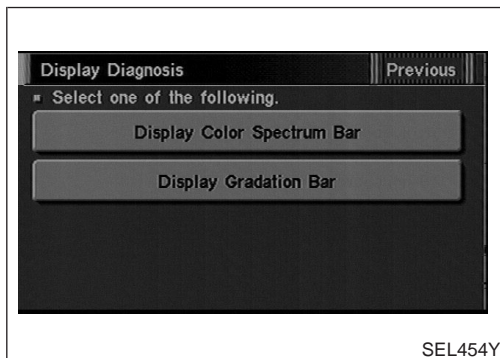 Display Diagnosis Previous
Select one of the following.
Display Color Spectrum Bar
Display Gradation Bar
SEL454Y